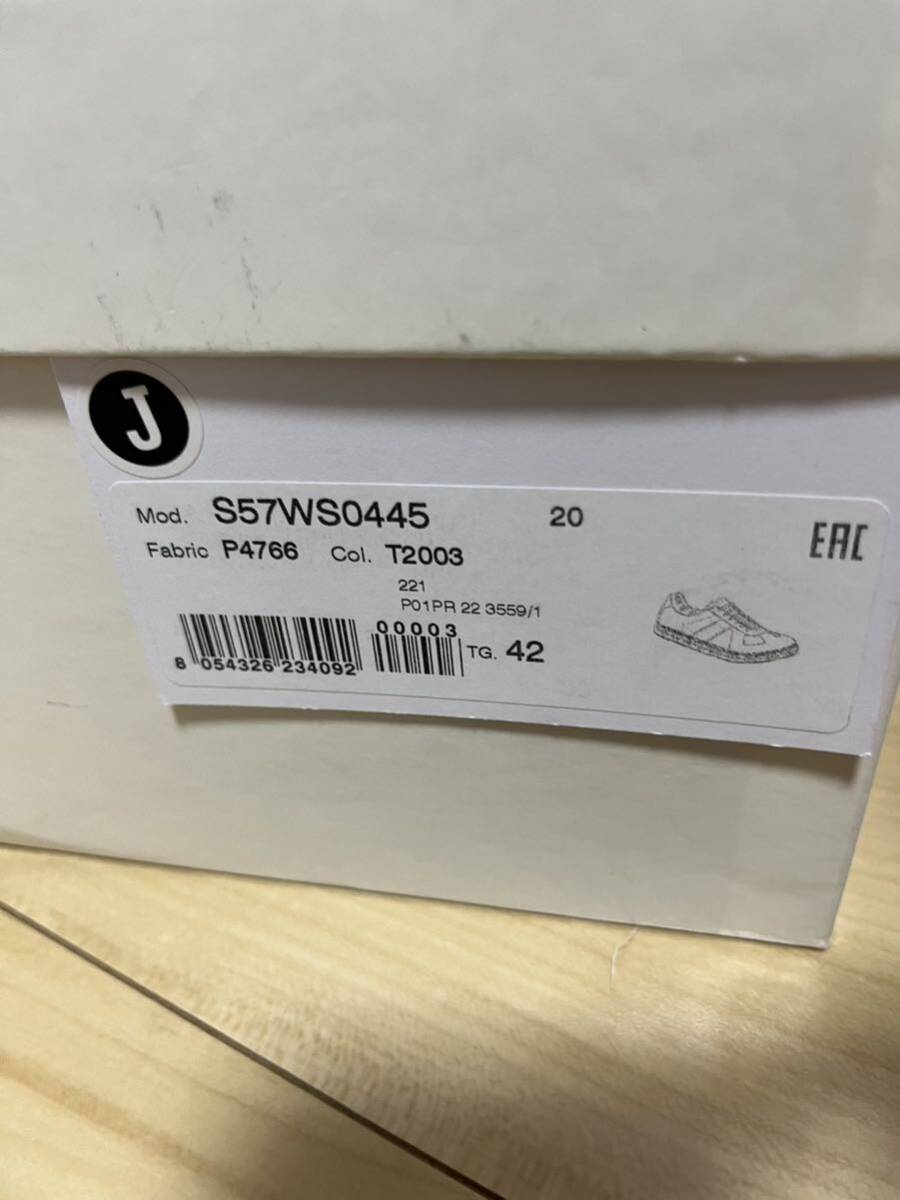 J
Mod. S57WS0445 20
EAC
Fabric P4766 Col. T2003
221
P01PR 22 3559/1
00003
TG. 42
8 054326 234092